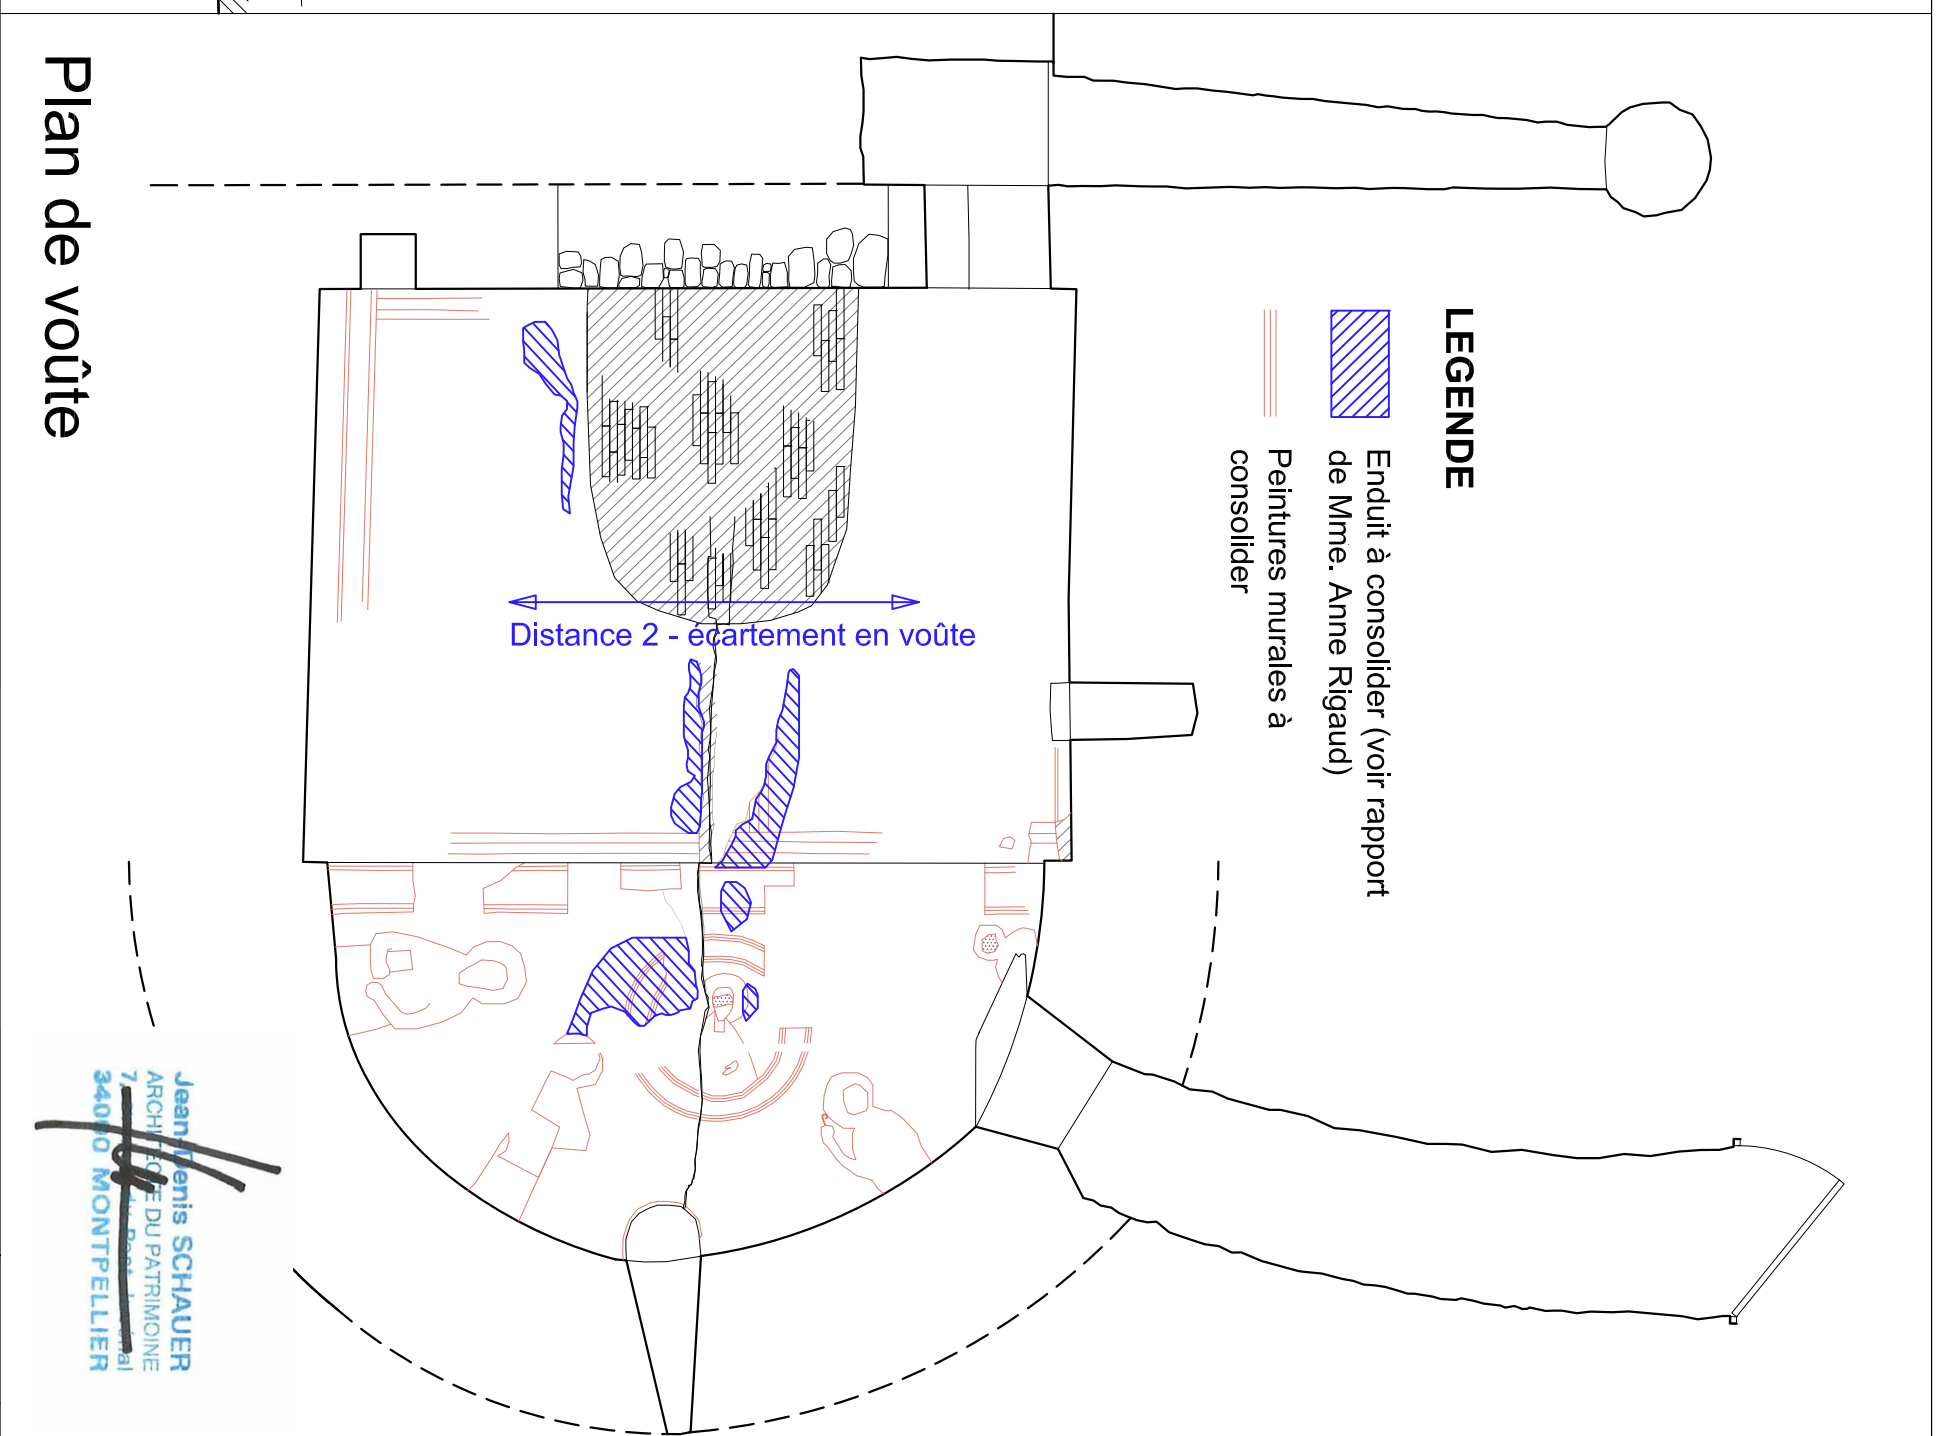 Plan de voûte
LEGENDE
Enduit à consolider (voir rapport
de Mme. Anne Rigaud)
Peintures murales à
consolider
Distance 2 - écartement en voûte
Jean-Denis SCHAUER
ARCHITECTE DU PATRIMOINE
7,
34000 MONTPELLIER